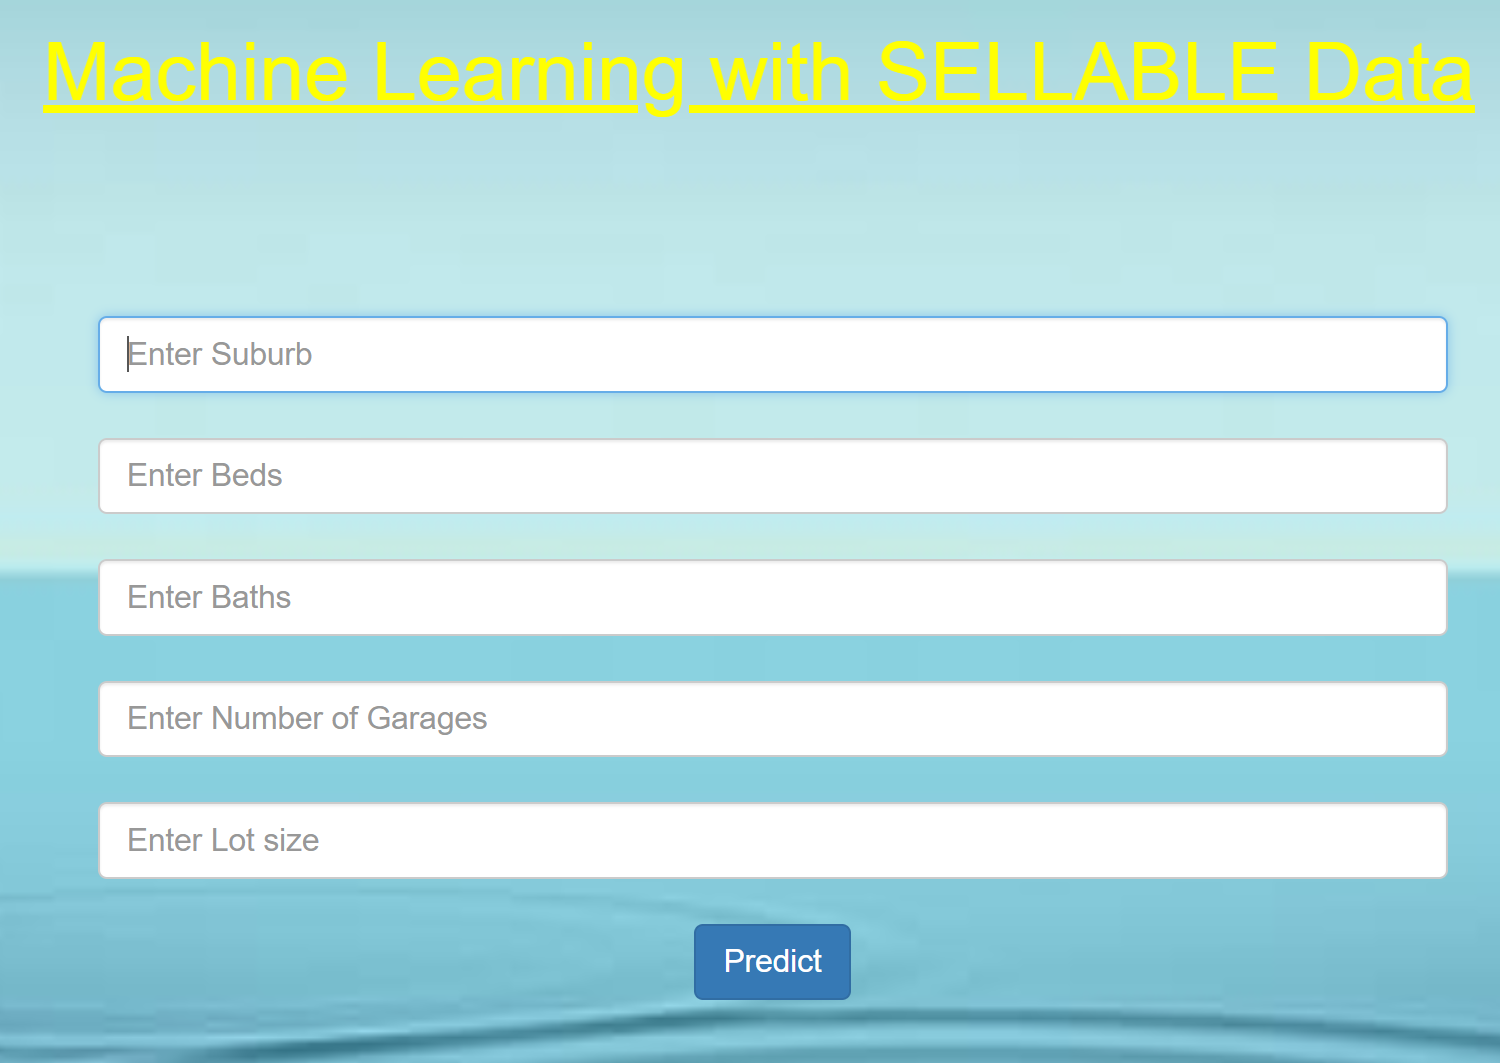 Machine Learning with SELLABLE Data
Enter Suburb
Enter Beds
Enter Baths
Enter Number of Garages
Enter Lot size
Predict